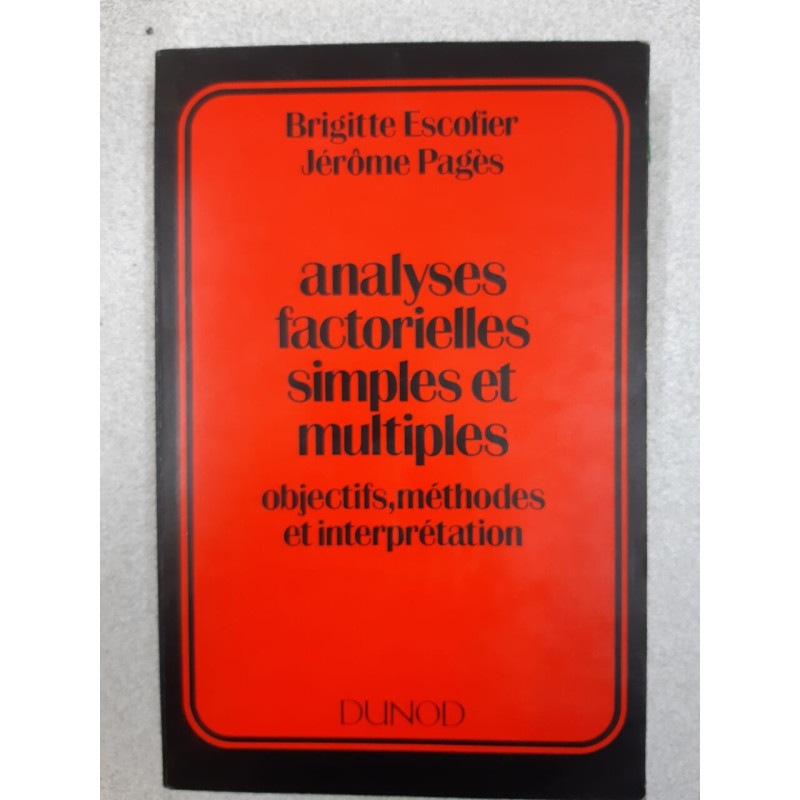 Brigitte Escofier
Jérôme Pagès
analyses
factorielles
simples et
multiples
objectifs,méthodes
et interprétation
DUNOD